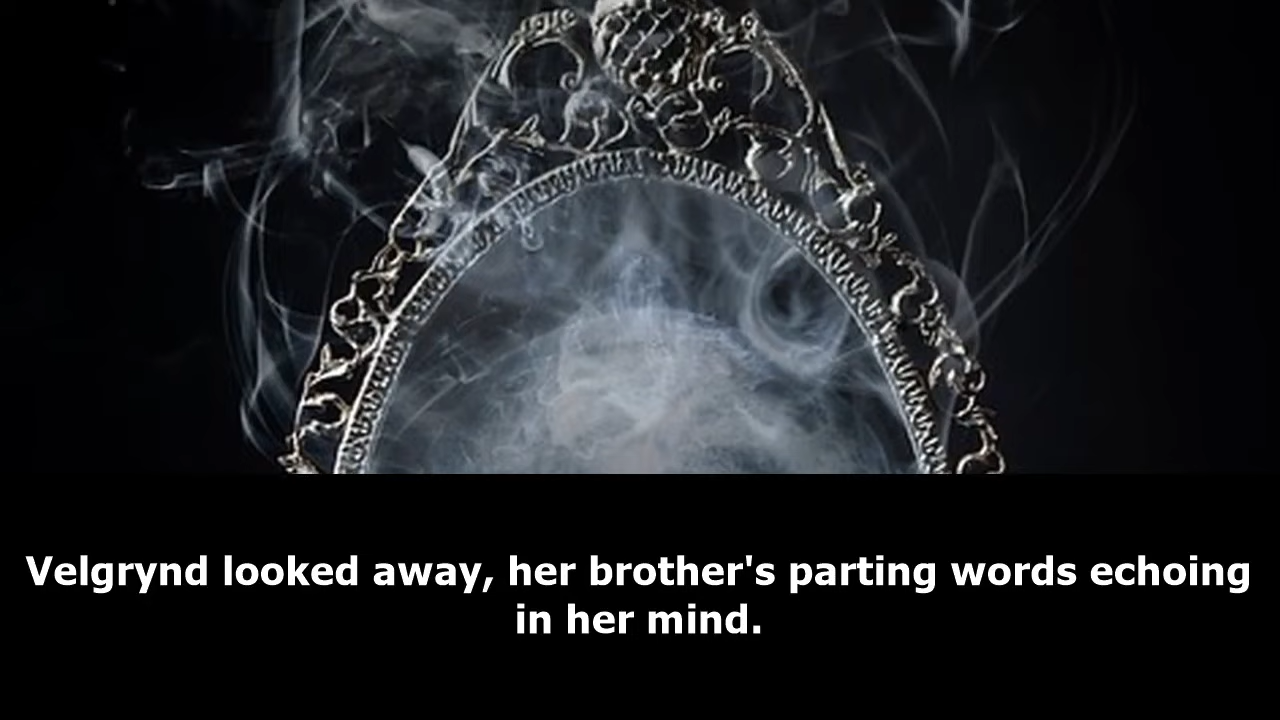 Velgrynd looked away, her brother's parting words echoing
in her mind.